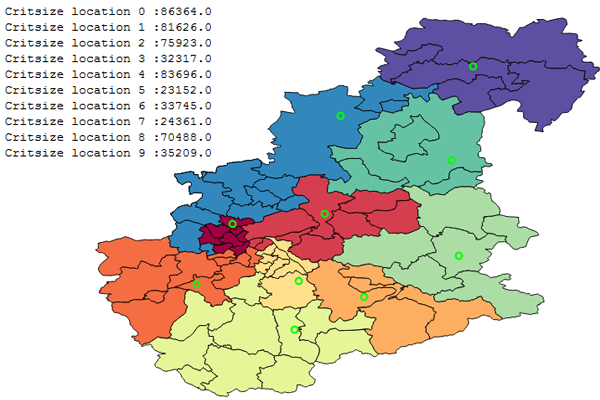 Critsize location 0 :86364.0
Critsize location 1 :81626.0
Critsize location 2 :75923.0
Critsize location 3 :32317.0
Critsize location 4 :83696.0
Critsize location 5 :23152.0
Critsize location 6 :33745.0
Critsize location 7 :24361.0
Critsize location 8 :70488.0
Critsize location 9 :35209.0